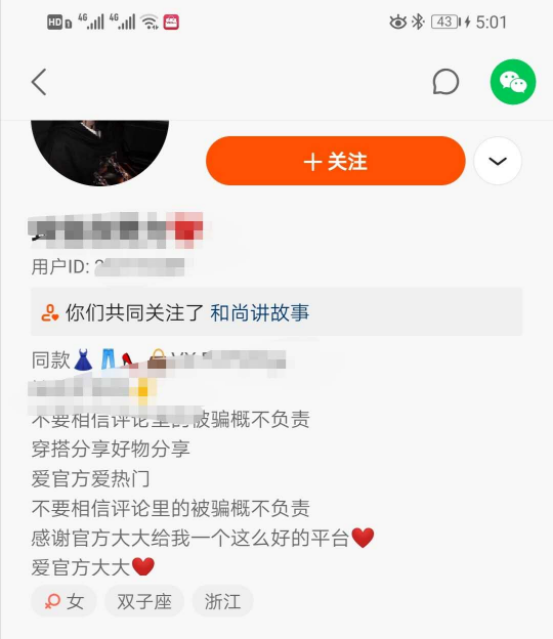 HD 4G 4G 43 5:01
+ 关注
用户ID:
你们共同关注了 和尚讲故事
同款
不要相信评论里的被骗概不负责
穿搭分享好物分享
爱官方爱热门
不要相信评论里的被骗概不负责
感谢官方大大给我一个这么好的平台
爱官方大大
女 双子座 浙江